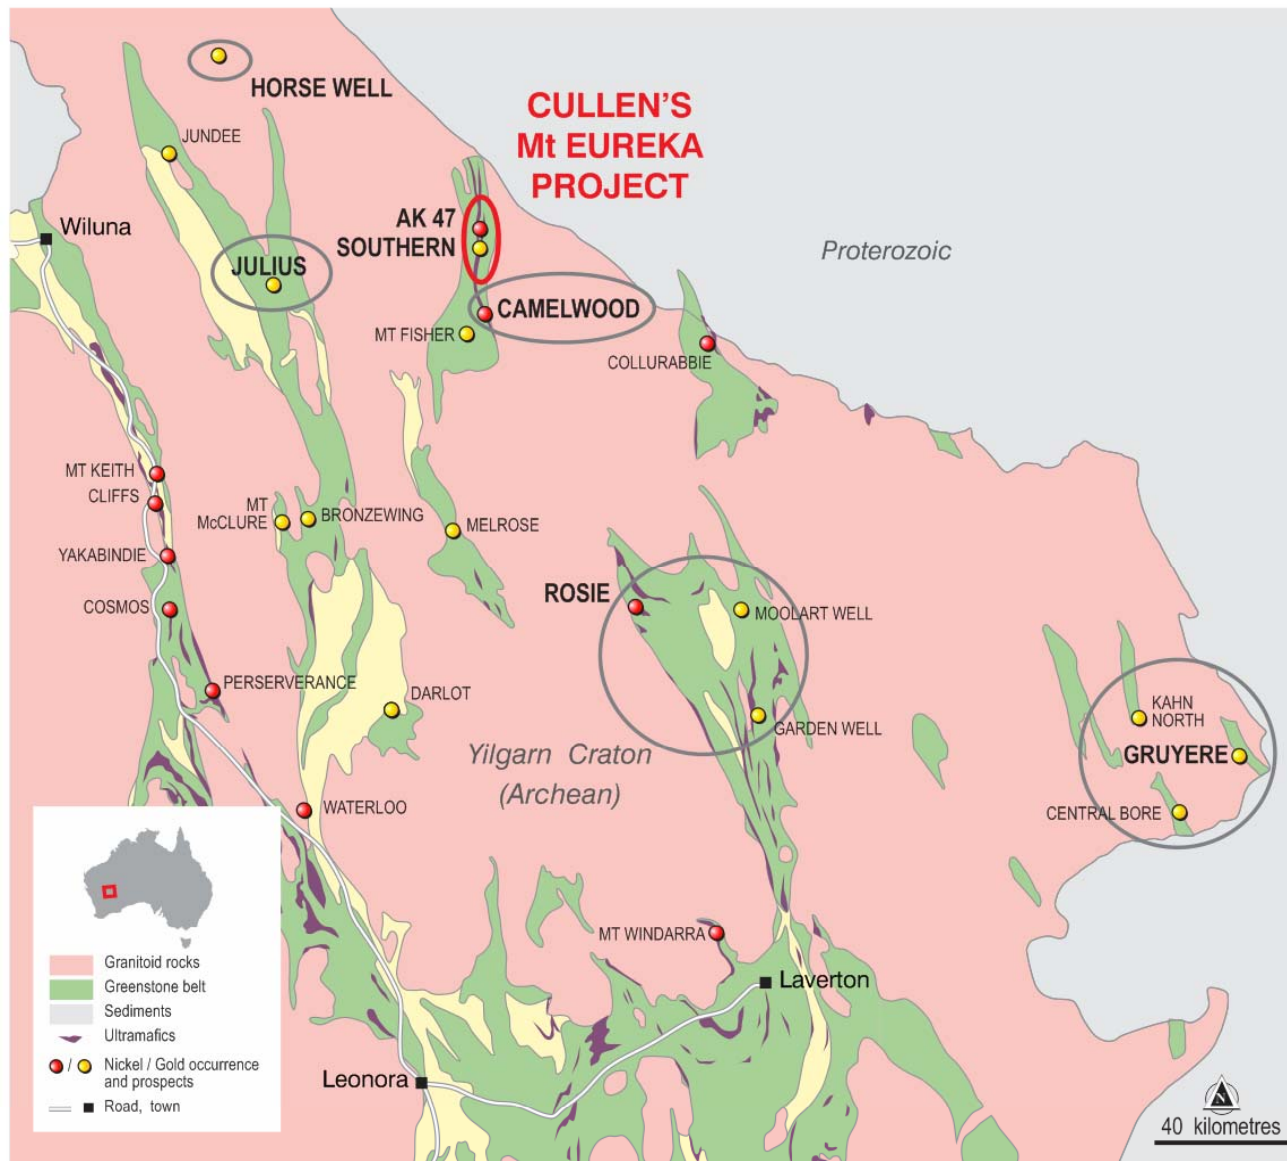 HORSE WELL
CULLEN'S
Mt EUREKA
PROJECT
JUNDEE
Wiluna
AK 47
SOUTHERN
Proterozoic
JULIUS
CAMELWOOD
MT FISHER
COLLURABBIE
MT KEITH
CLIFFS
MT
McCLURE
BRONZEWING
MELROSE
YAKABINDIE
COSMOS
ROSIE
MOOLART WELL
PERSERVERANCE
DARLOT
GARDEN WELL
KAHN
NORTH
Yilgarn Craton
(Archean)
GRUYERE
WATERLOO
CENTRAL BORE
MT WINDARRA
Laverton
Leonora
Granitoid rocks
Greenstone belt
Sediments
Ultramafics
/ Nickel / Gold occurrence
and prospects
Road, town
N
40 kilometres